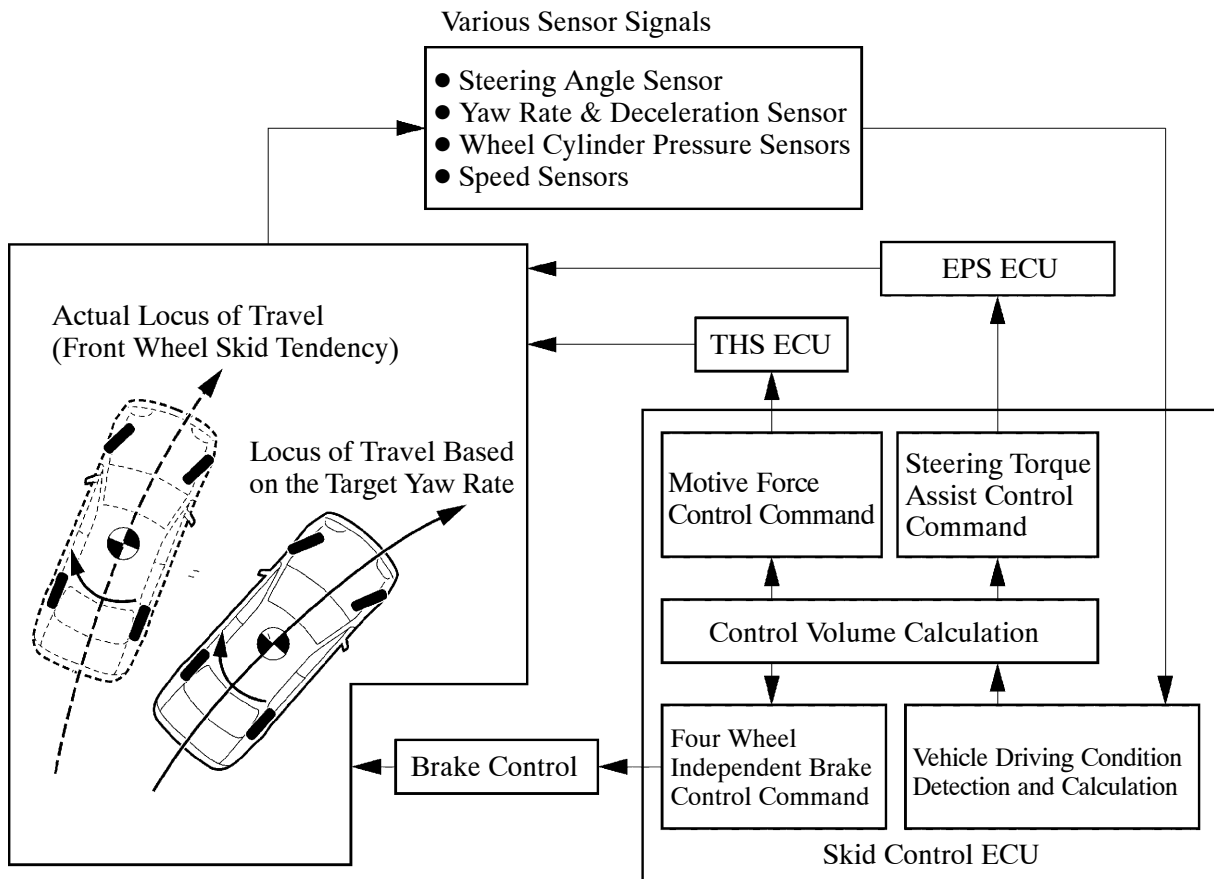 Various Sensor Signals
● Steering Angle Sensor
● Yaw Rate & Deceleration Sensor
● Wheel Cylinder Pressure Sensors
● Speed Sensors
EPS ECU
THS ECU
Actual Locus of Travel
(Front Wheel Skid Tendency)
Locus of Travel Based
on the Target Yaw Rate
Motive Force
Control Command
Steering Torque
Assist Control
Command
Control Volume Calculation
Four Wheel
Independent Brake
Control Command
Vehicle Driving Condition
Detection and Calculation
Brake Control
Skid Control ECU